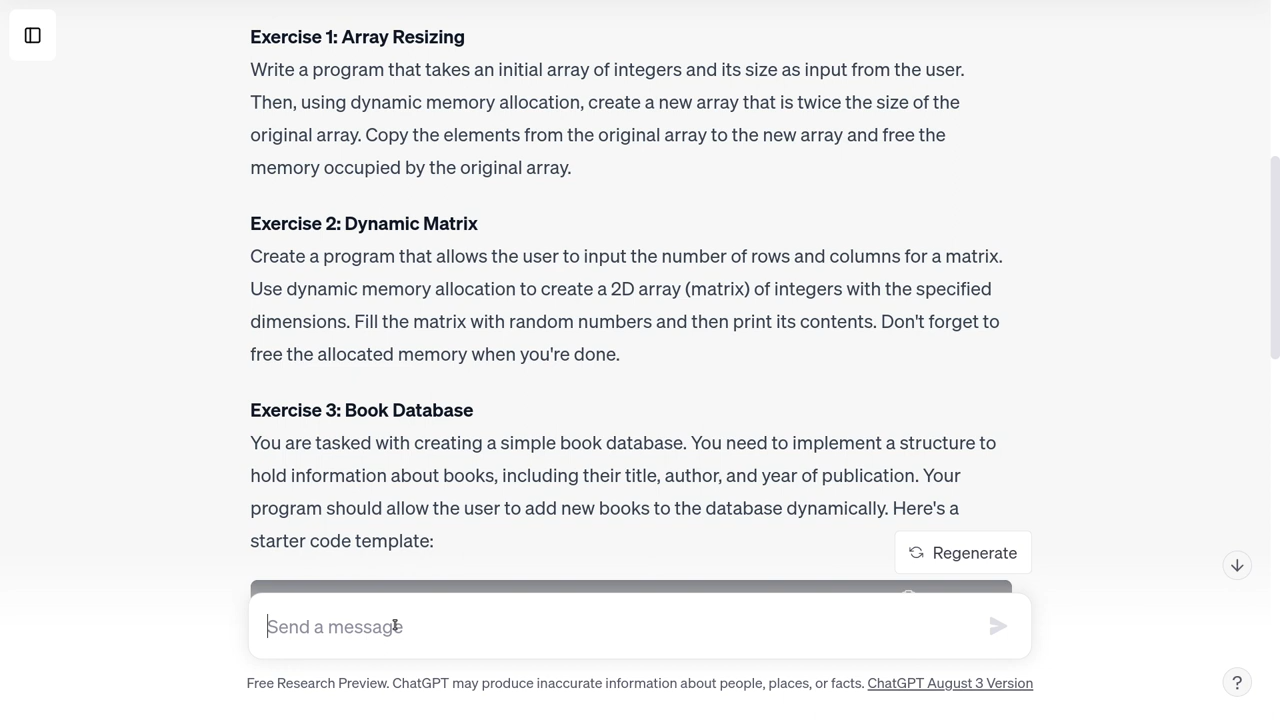 Exercise 1: Array Resizing
Write a program that takes an initial array of integers and its size as input from the user.
Then, using dynamic memory allocation, create a new array that is twice the size of the
original array. Copy the elements from the original array to the new array and free the
memory occupied by the original array.
Exercise 2: Dynamic Matrix
Create a program that allows the user to input the number of rows and columns for a matrix.
Use dynamic memory allocation to create a 2D array (matrix) of integers with the specified
dimensions. Fill the matrix with random numbers and then print its contents. Don't forget to
free the allocated memory when you're done.
Exercise 3: Book Database
You are tasked with creating a simple book database. You need to implement a structure to
hold information about books, including their title, author, and year of publication. Your
program should allow the user to add new books to the database dynamically. Here's a
starter code template:
Regenerate
Send a message
Free Research Preview. ChatGPT may produce inaccurate information about people, places, or facts. ChatGPT August 3 Version
?